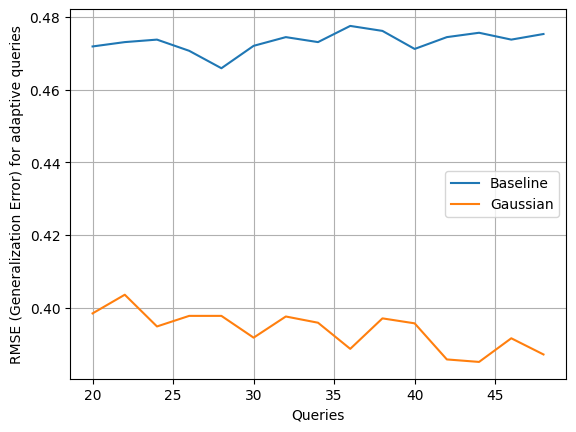 RMSE (Generalization Error) for adaptive queries
0.48
0.46
0.44
0.42
0.40
Baseline
Gaussian
20 25 30 35 40 45
Queries